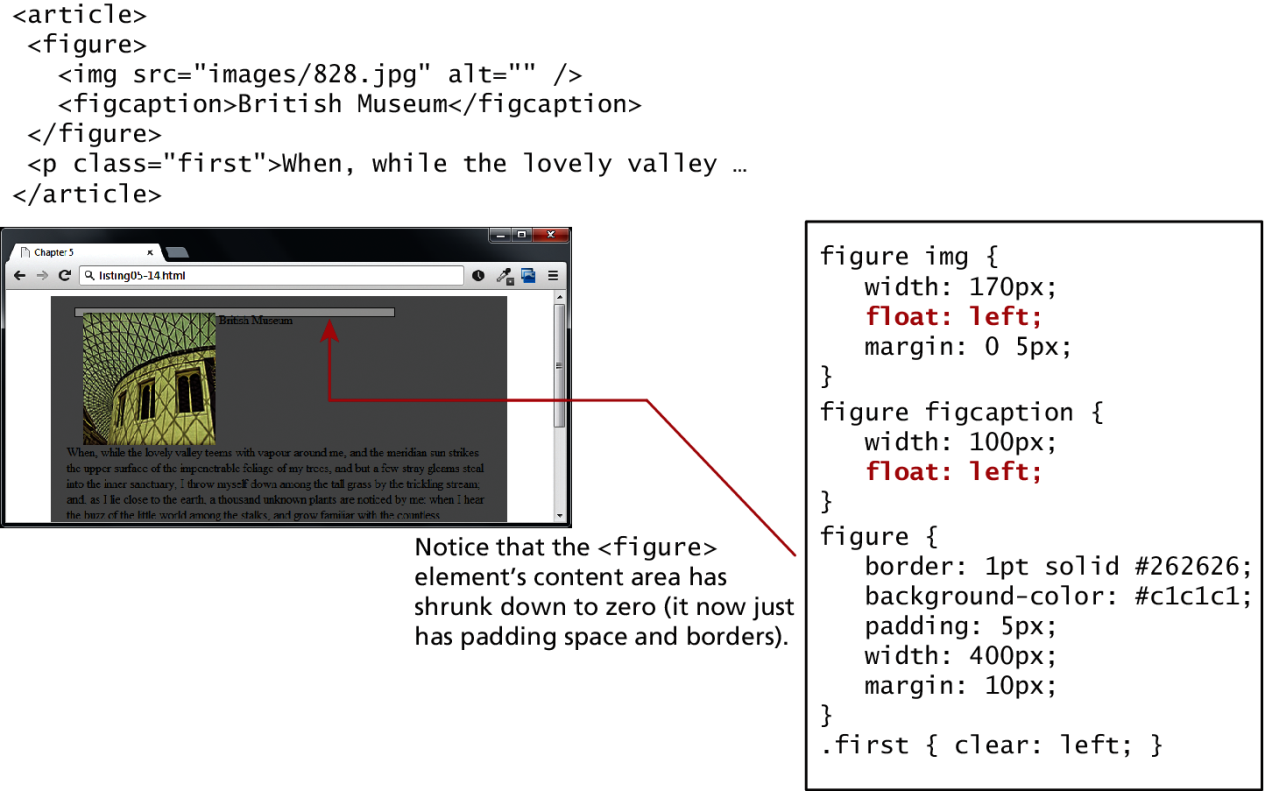 <article>
<figure>
<img src="images/828.jpg" alt="" />
<figcaption>British Museum</figcaption>
</figure>
<p class="first">When, while the lovely valley …
</article>
Chapter 5
listing05-14.html
British Museum
When, while the lovely valley teems with vapour around me, and the meridian sun strikes
the upper surface of the impenetrable foliage of my trees, and but a few stray gleams steal
into the inner sanctuary, I throw myself down among the tall grass by the trickling stream;
and, as I lie close to the earth, a thousand unknown plants are noticed by me: when I hear
the buzz of the little world among the stalks, and grow familiar with the countless
Notice that the <figure>
element’s content area has
shrunk down to zero (it now just
has padding space and borders).
figure img {
width: 170px;
float: left;
margin: 0 5px;
}
figure figcaption {
width: 100px;
float: left;
}
figure {
border: 1pt solid #262626;
background-color: #c1c1c1;
padding: 5px;
width: 400px;
margin: 10px;
}
.first { clear: left; }